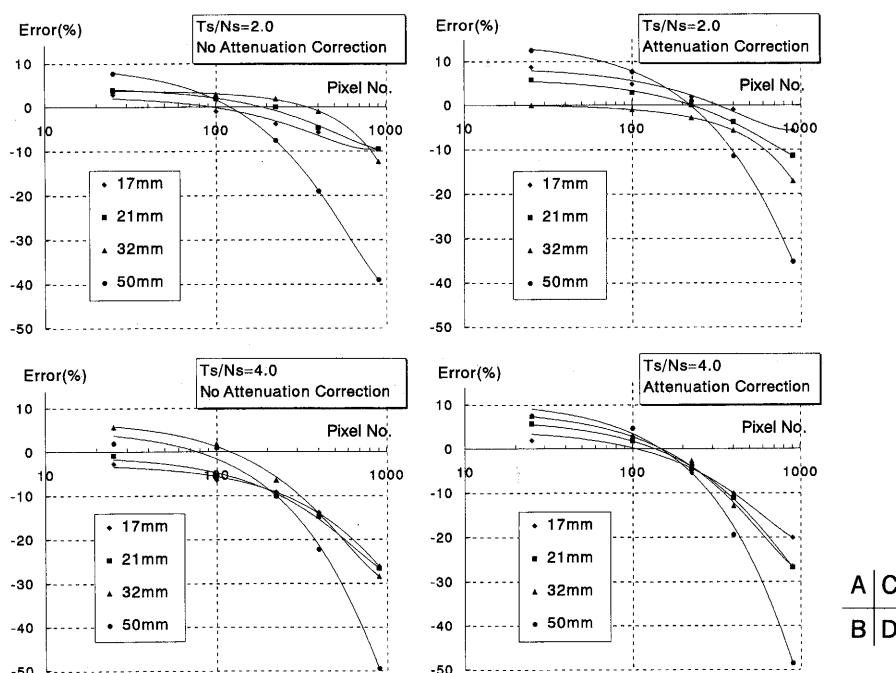 Error(%)
Ts/Ns=2.0
No Attenuation Correction
Pixel No.
10
0
-10
-20
-30
-40
-50
10
100
1000
17mm
21mm
32mm
50mm
Error(%)
Ts/Ns=2.0
Attenuation Correction
Pixel No.
10
0
-10
-20
-30
-40
-50
10
100
1000
17mm
21mm
32mm
50mm
Error(%)
Ts/Ns=4.0
No Attenuation Correction
Pixel No.
10
0
-10
-20
-30
-40
-50
10
100
1000
17mm
21mm
32mm
50mm
Error(%)
Ts/Ns=4.0
Attenuation Correction
Pixel No.
10
0
-10
-20
-30
-40
-50
10
100
1000
17mm
21mm
32mm
50mm
A C
B D